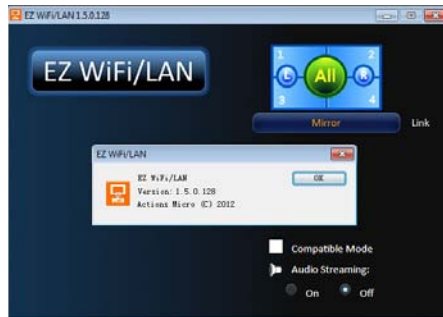 EZ WiFi/LAN 1.5.0.128
EZ WiFi/LAN
1 2
L All R
3 4
Mirror Link
EZ WiFi/LAN
EZ WiFi/LAN OK
Version: 1.5.0.128
Actions Micro (C) 2012
Compatible Mode
Audio Streaming:
On Off